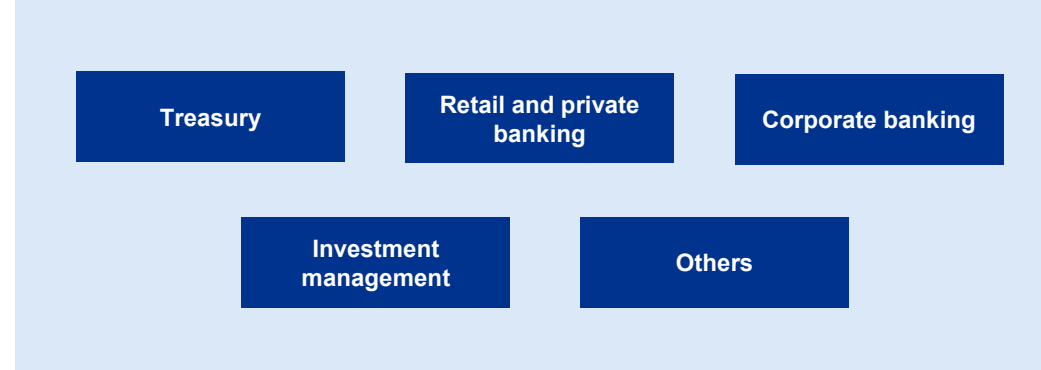 Treasury
Retail and private
banking
Corporate banking
Investment
management
Others